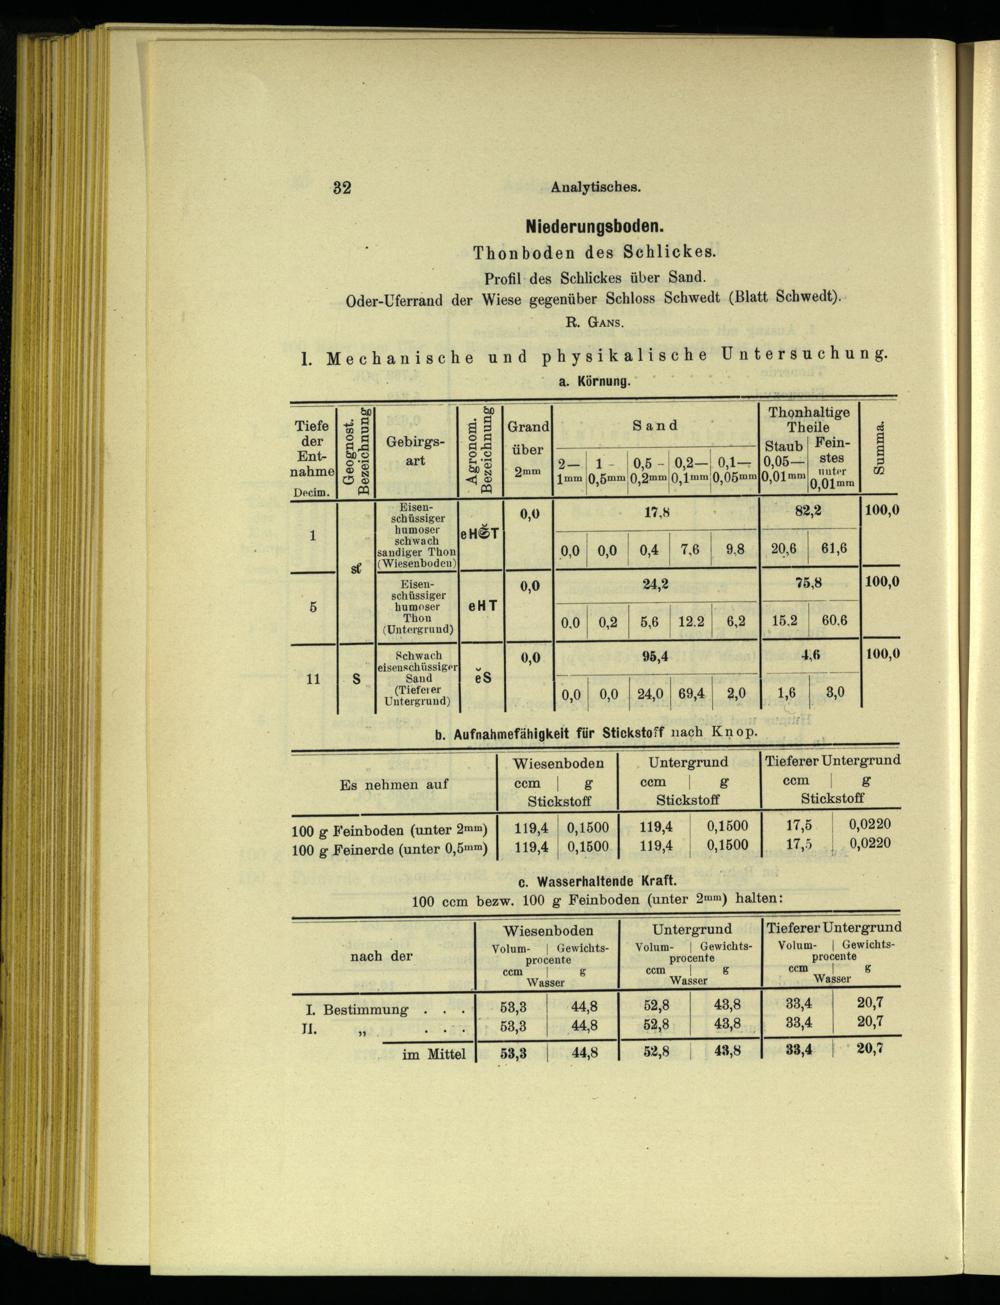 32 Analytisches.
Niederungsboden.
Thonboden des Schlickes.
Profil des Schlickes über Sand.
Oder-Uferrand der Wiese gegenüber Schloss Schwedt (Blatt Schwedt).
R. GANS.
I. Mechanische und physikalische Untersuchung.
a. Körnung.
Tiefe der Ent-nahme Decim. | Geognost. Bezeichnung | Gebirgs-art | Agronom. Bezeichnung | Grand über 2mm | Sand | Thonhaltige Theile | Summa.
2—1mm | 1-0,5mm | 0,5-0,2mm | 0,2—0,1mm | 0,1—0,05mm | Staub 0,05—0,01mm | Fein-stes unter 0,01mm
1 | Eisen-schüssiger humoser schwach sandiger Thon (Wiesenboden) | 0,0 | 17,8 | 82,2 | 100,0
0,0 | 0,0 | 0,4 | 7,6 | 9,8 | 20,6 | 61,6
5 | Eisen-schüssiger humoser Thon (Untergrund) | eHT | 0,0 | 24,2 | 75,8 | 100,0
0,0 | 0,2 | 5,6 | 12.2 | 6,2 | 15.2 | 60.6
11 | S | Schwach eisenschüssiger Sand (Tieferer Untergrund) | ĕS | 0,0 | 95,4 | 4,6 | 100,0
0,0 | 0,0 | 24,0 | 69,4 | 2,0 | 1,6 | 3,0
b. Aufnahmefähigkeit für Stickstoff nach Knop.
Es nehmen auf | Wiesenboden | Untergrund | Tieferer Untergrund
ccm | g | ccm | g | ccm | g
Stickstoff | Stickstoff | Stickstoff
100 g Feinboden (unter 2mm) | 119,4 | 0,1500 | 119,4 | 0,1500 | 17,5 | 0,0220
100 g Feinerde (unter 0,5mm) | 119,4 | 0,1500 | 119,4 | 0,1500 | 17,5 | 0,0220
c. Wasserhaltende Kraft.
100 ccm bezw. 100 g Feinboden (unter 2mm) halten:
nach der | Wiesenboden | Untergrund | Tieferer Untergrund
Volum- | Gewichts- | Volum- | Gewichts- | Volum- | Gewichts-
procente | procente | procente
ccm | g | ccm | g | ccm | g
Wasser | Wasser | Wasser
I. Bestimmung . . . | 53,3 | 44,8 | 52,8 | 43,8 | 33,4 | 20,7
II. „ . . . | 53,3 | 44,8 | 52,8 | 43,8 | 33,4 | 20,7
im Mittel | 53,3 | 44,8 | 52,8 | 43,8 | 33,4 | 20,7